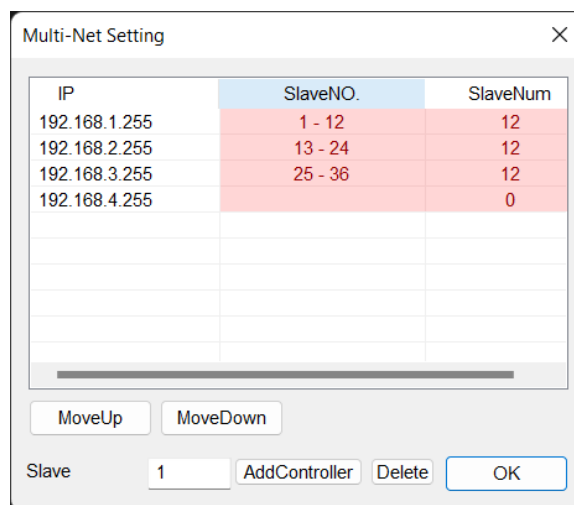 Multi-Net Setting
IP SlaveNO. SlaveNum
192.168.1.255 1 - 12 12
192.168.2.255 13 - 24 12
192.168.3.255 25 - 36 12
192.168.4.255 0
MoveUp MoveDown
Slave 1 AddController Delete OK